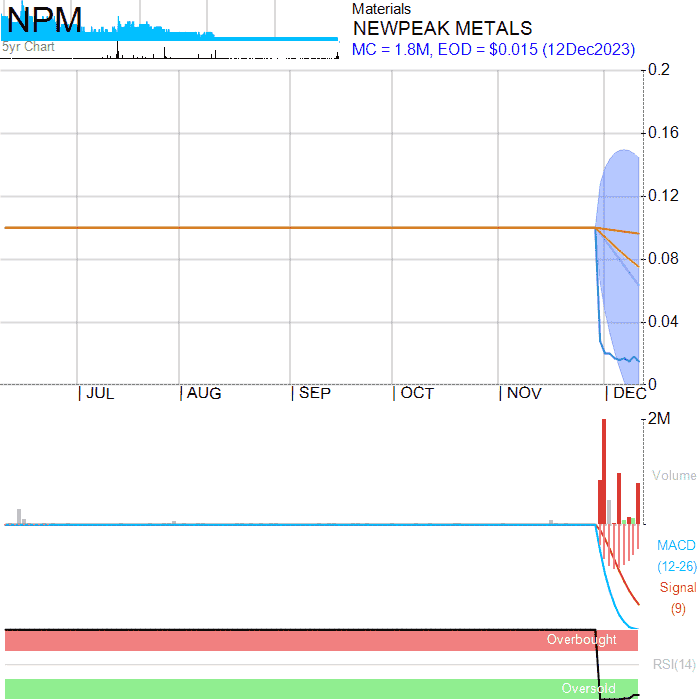 NPM
5yr Chart
Materials
NEWPEAK METALS
MC = 1.8M, EOD = $0.015 (12Dec2023)
0.2
0.16
0.12
0.08
0.04
0
JUL
AUG
SEP
OCT
NOV
DEC
2M
Volume
MACD
(12-26)
Signal
(9)
Overbought
RSI(14)
Oversold